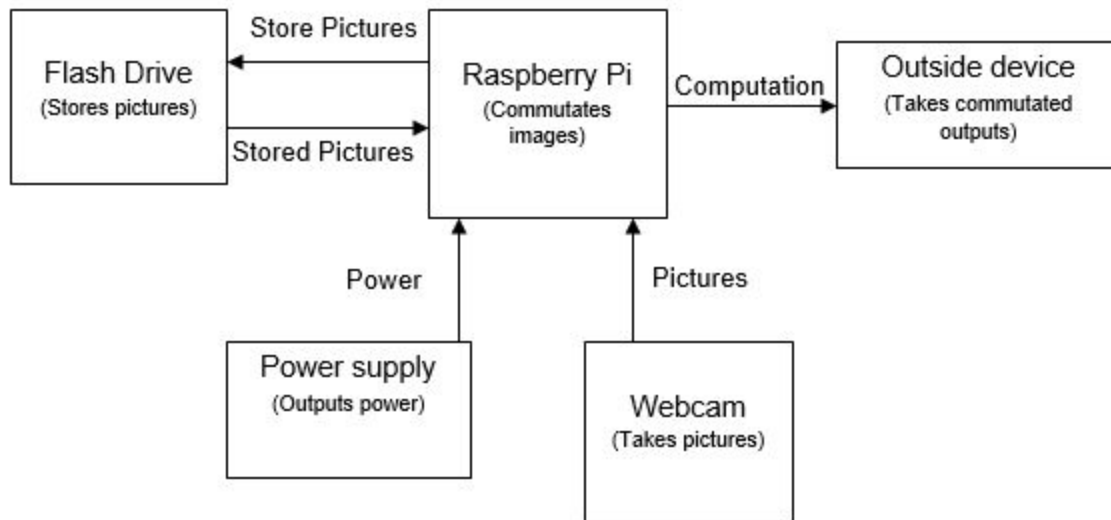 Store Pictures
Flash Drive
(Stores pictures)
Stored Pictures
Raspberry Pi
(Commutates
images)
Computation
Outside device
(Takes commutated
outputs)
Power
Pictures
Power supply
(Outputs power)
Webcam
(Takes pictures)